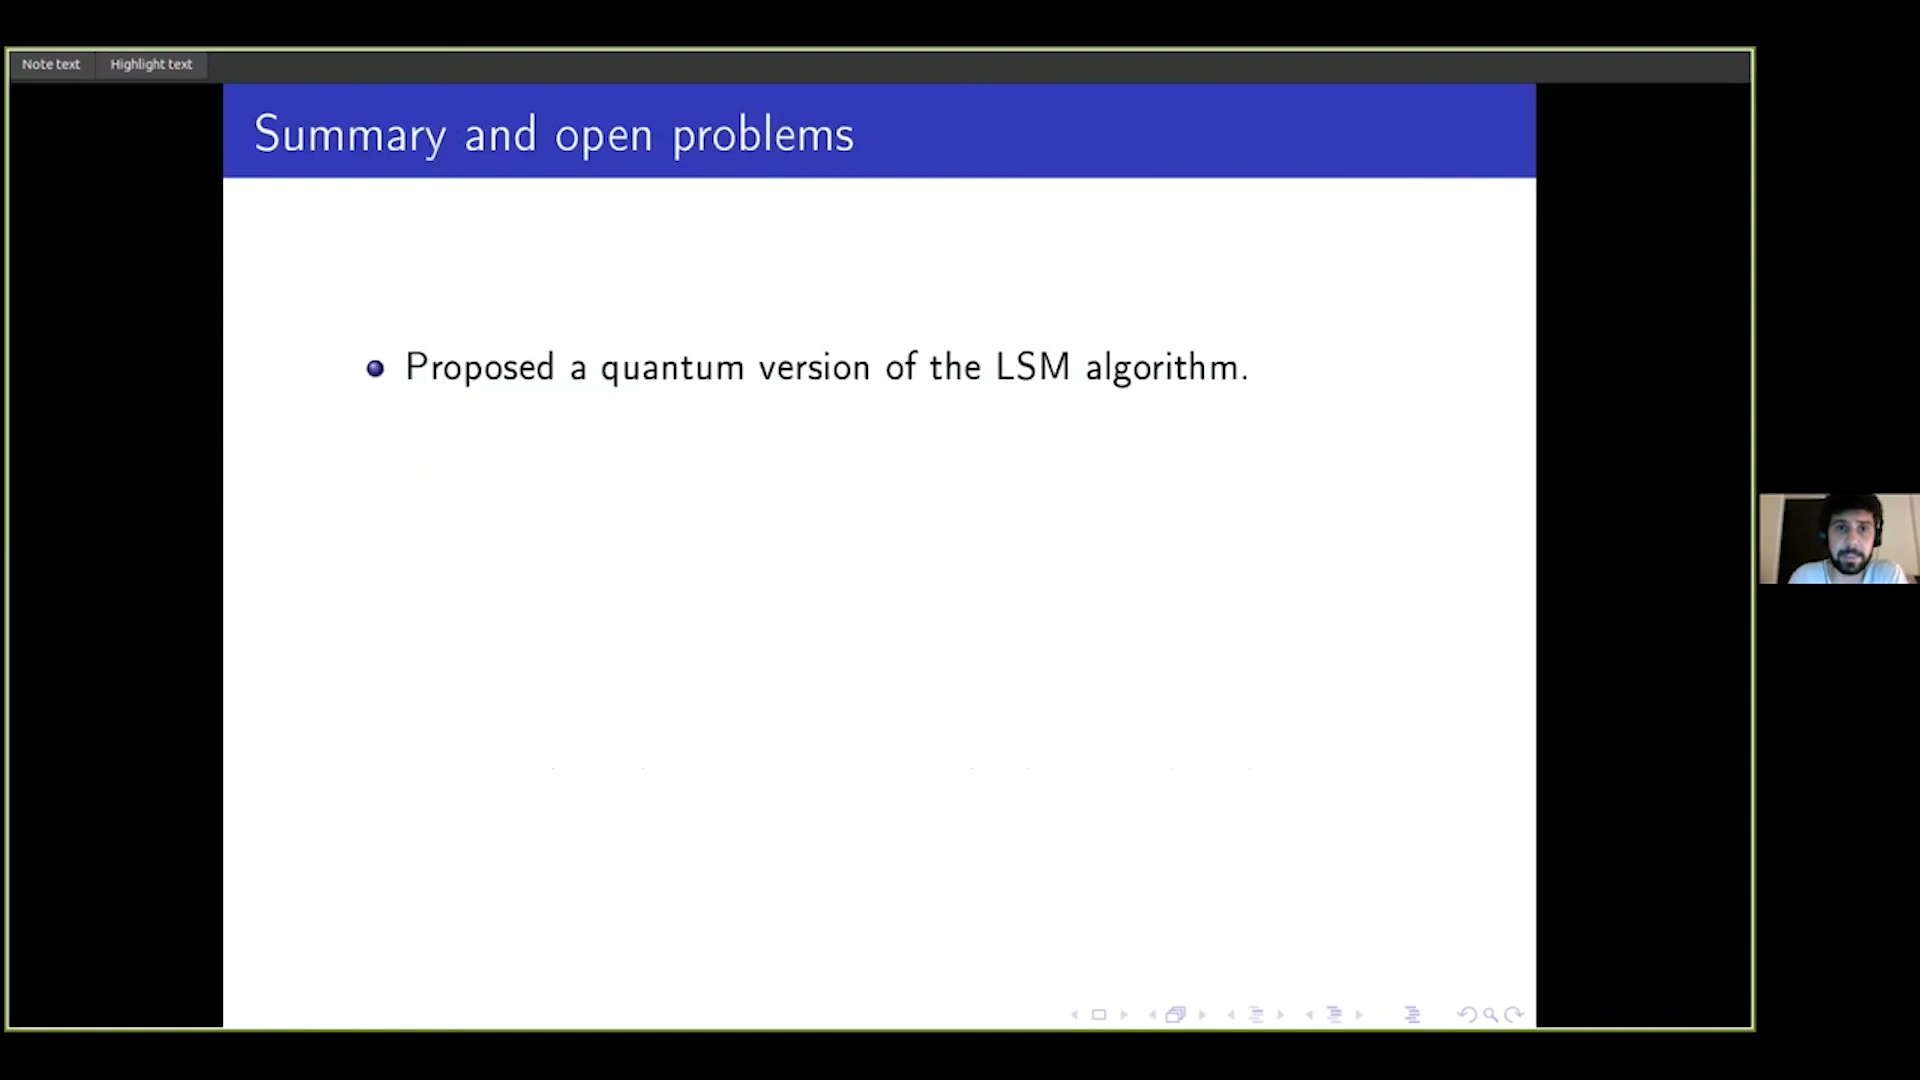 Note text
Highlight text
Summary and open problems
Proposed a quantum version of the LSM algorithm.